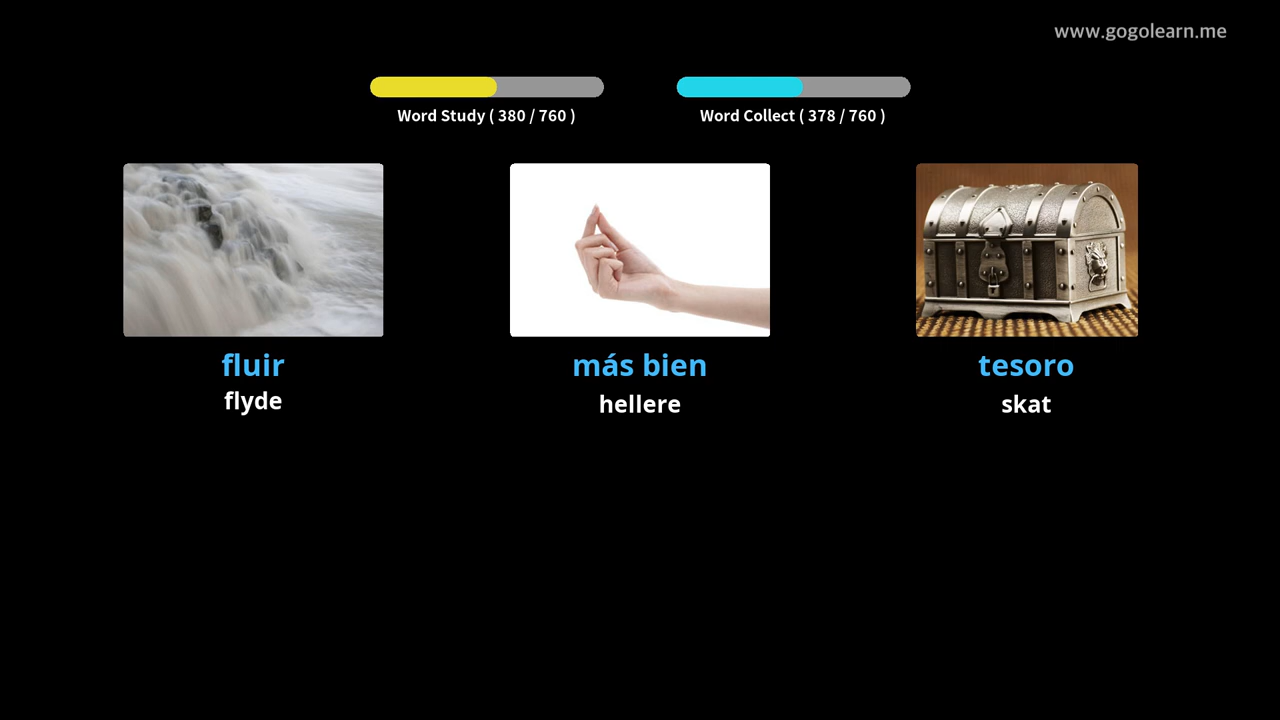 www.gogolearn.me
Word Study ( 380 / 760 )
Word Collect ( 378 / 760 )
fluir
flyde
más bien
hellere
tesoro
skat